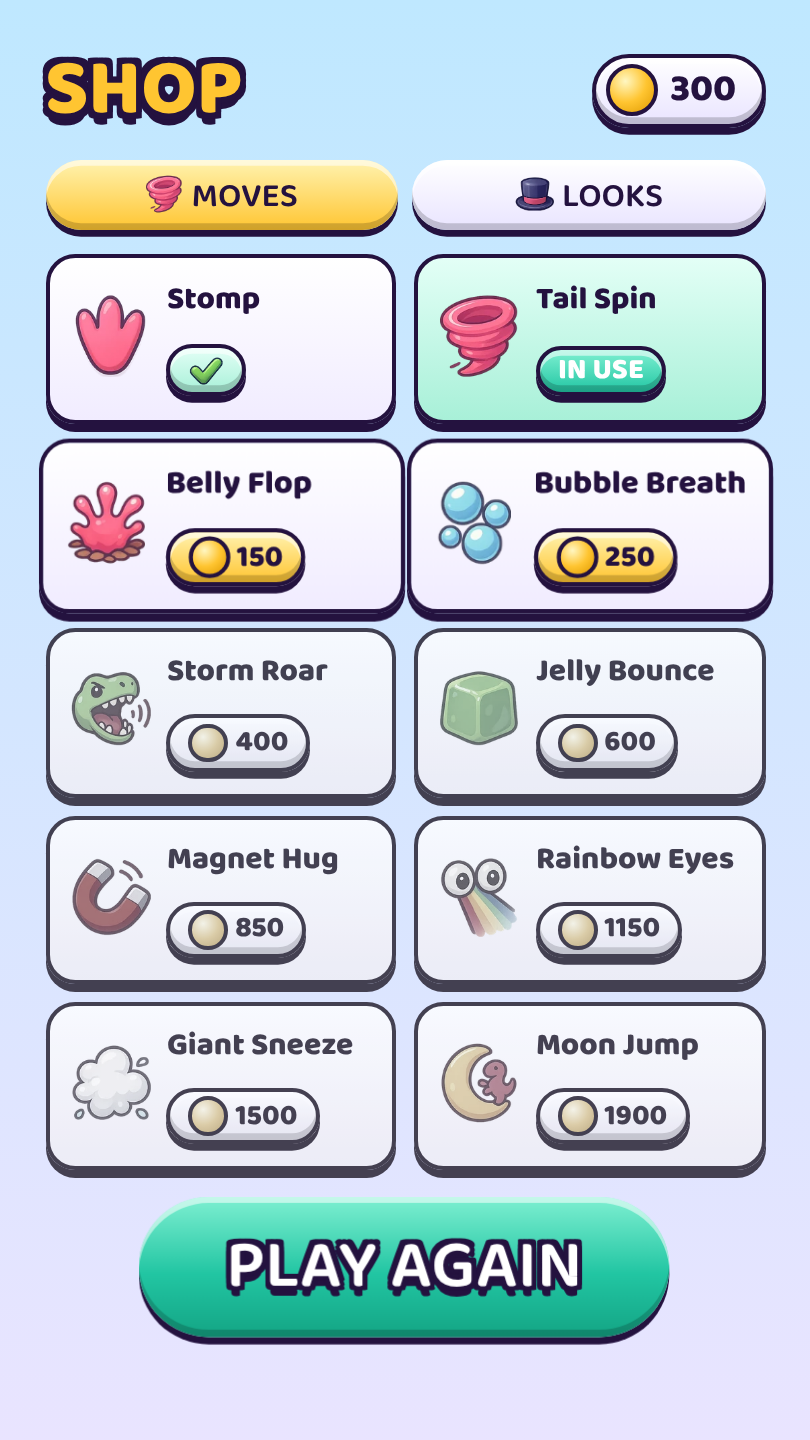 SHOP
300
MOVES
LOOKS
Stomp
Tail Spin
IN USE
Belly Flop
150
Bubble Breath
250
Storm Roar
400
Jelly Bounce
600
Magnet Hug
850
Rainbow Eyes
1150
Giant Sneeze
1500
Moon Jump
1900
PLAY AGAIN